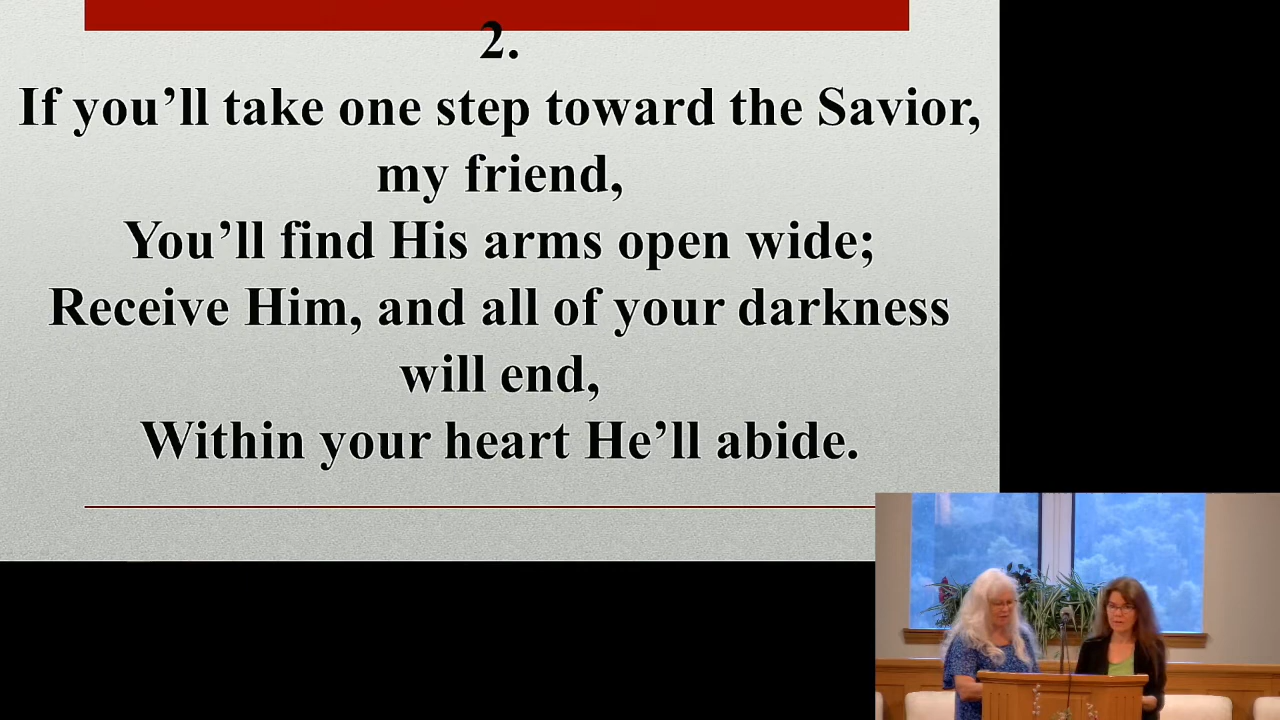 2.
If you’ll take one step toward the Savior,
my friend,
You’ll find His arms open wide;
Receive Him, and all of your darkness
will end,
Within your heart He’ll abide.